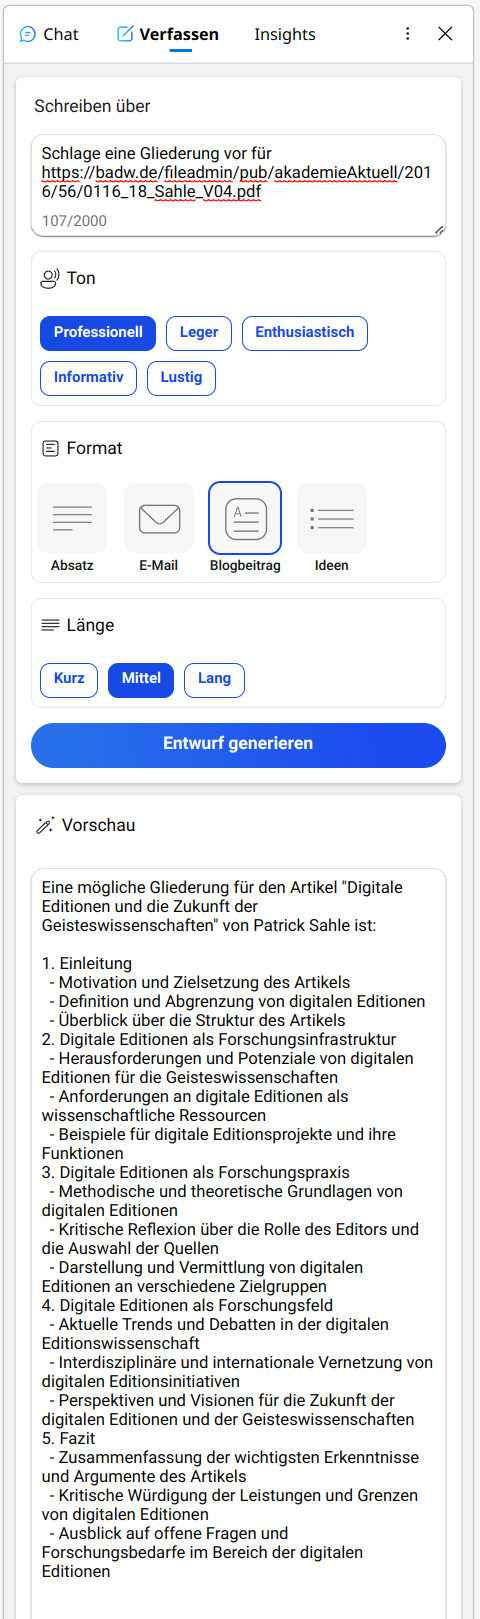 Chat Verfassen Insights
Schreiben über
Schlage eine Gliederung vor für
https://badw.de/fileadmin/pub/akademieAktuell/201
6/56/0116_18_Sahle_V04.pdf
107/2000
Ton
Professionell Leger Enthusiastisch
Informativ Lustig
Format
A
Absatz E-Mail Blogbeitrag Ideen
Länge
Kurz Mittel Lang
Entwurf generieren
Vorschau
Eine mögliche Gliederung für den Artikel "Digitale
Editionen und die Zukunft der
Geisteswissenschaften" von Patrick Sahle ist:
1. Einleitung
- Motivation und Zielsetzung des Artikels
- Definition und Abgrenzung von digitalen Editionen
- Überblick über die Struktur des Artikels
2. Digitale Editionen als Forschungsinfrastruktur
- Herausforderungen und Potenziale von digitalen
Editionen für die Geisteswissenschaften
- Anforderungen an digitale Editionen als
wissenschaftliche Ressourcen
- Beispiele für digitale Editionsprojekte und ihre
Funktionen
3. Digitale Editionen als Forschungspraxis
- Methodische und theoretische Grundlagen von
digitalen Editionen
- Kritische Reflexion über die Rolle des Editors und
die Auswahl der Quellen
- Darstellung und Vermittlung von digitalen
Editionen an verschiedene Zielgruppen
4. Digitale Editionen als Forschungsfeld
- Aktuelle Trends und Debatten in der digitalen
Editionswissenschaft
- Interdisziplinäre und internationale Vernetzung von
digitalen Editionsinitiativen
- Perspektiven und Visionen für die Zukunft der
digitalen Editionen und der Geisteswissenschaften
5. Fazit
- Zusammenfassung der wichtigsten Erkenntnisse
und Argumente des Artikels
- Kritische Würdigung der Leistungen und Grenzen
von digitalen Editionen
- Ausblick auf offene Fragen und
Forschungsbedarfe im Bereich der digitalen
Editionen